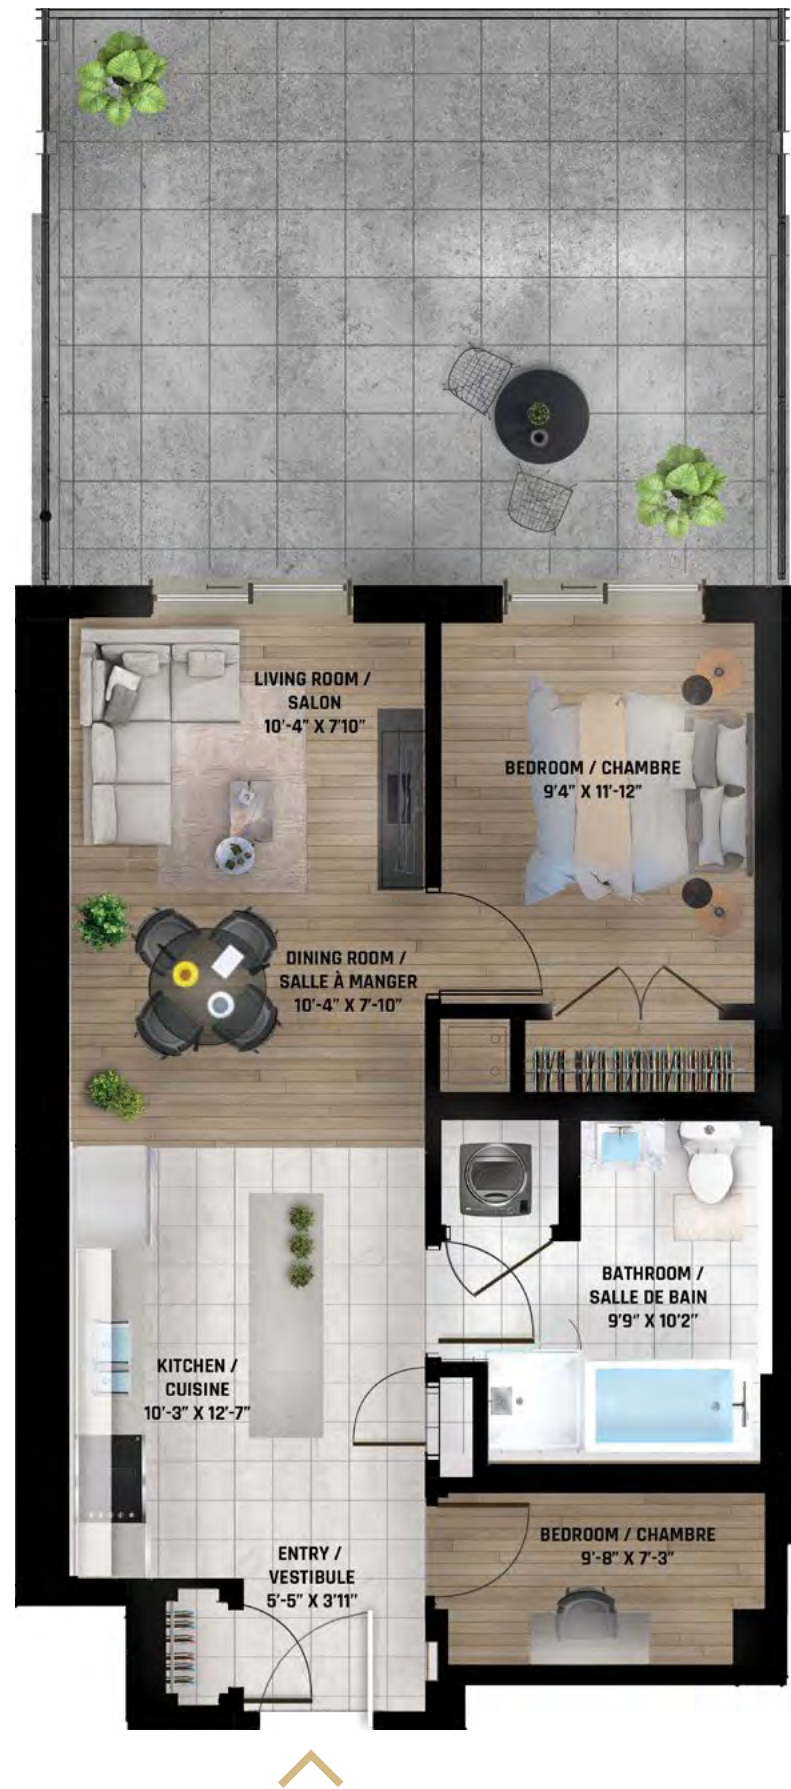 LIVING ROOM /
SALON
10'-4" X 7'10"
BEDROOM / CHAMBRE
9'4" X 11'-12"
DINING ROOM /
SALLE À MANGER
10'-4" X 7'-10"
BATHROOM /
SALLE DE BAIN
9'9" X 10'2"
KITCHEN /
CUISINE
10'-3" X 12'-7"
BEDROOM / CHAMBRE
9'-8" X 7'-3"
ENTRY /
VESTIBULE
5'-5" X 3'11"